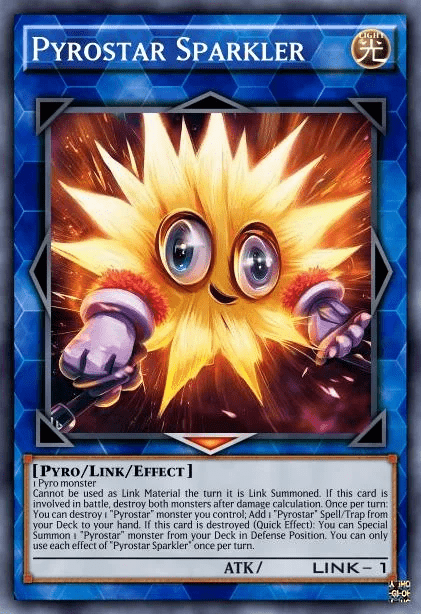 PYROSTAR SPARKLER
LIGHT
光
[PYRO/LINK/EFFECT]
1 Pyro monster
Cannot be used as Link Material the turn it is Link Summoned. If this card is
involved in battle, destroy both monsters after damage calculation. Once per turn:
You can destroy 1 "Pyrostar" monster you control; Add 1 "Pyrostar" Spell/Trap from
your Deck to your hand. If this card is destroyed (Quick Effect): You can Special
Summon 1 "Pyrostar" monster from your Deck in Defense Position. You can only
use each effect of "Pyrostar Sparkler" once per turn.
ATK/ LINK-1